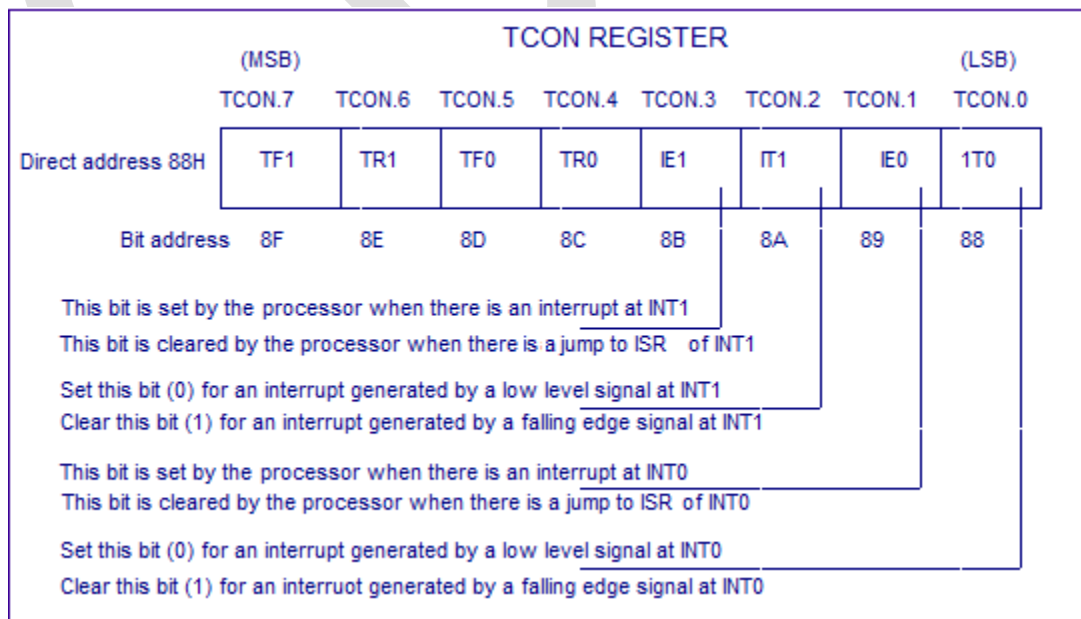 TCON REGISTER
(MSB) (LSB)
TCON.7 TCON.6 TCON.5 TCON.4 TCON.3 TCON.2 TCON.1 TCON.0
Direct address 88H TF1 TR1 TF0 TR0 IE1 IT1 IE0 1T0
Bit address 8F 8E 8D 8C 8B 8A 89 88
This bit is set by the processor when there is an interrupt at INT1
This bit is cleared by the processor when there is a jump to ISR of INT1
Set this bit (0) for an interrupt generated by a low level signal at INT1
Clear this bit (1) for an interrupt generated by a falling edge signal at INT1
This bit is set by the processor when there is an interrupt at INT0
This bit is cleared by the processor when there is a jump to ISR of INT0
Set this bit (0) for an interrupt generated by a low level signal at INT0
Clear this bit (1) for an interruot generated by a falling edge signal at INT0